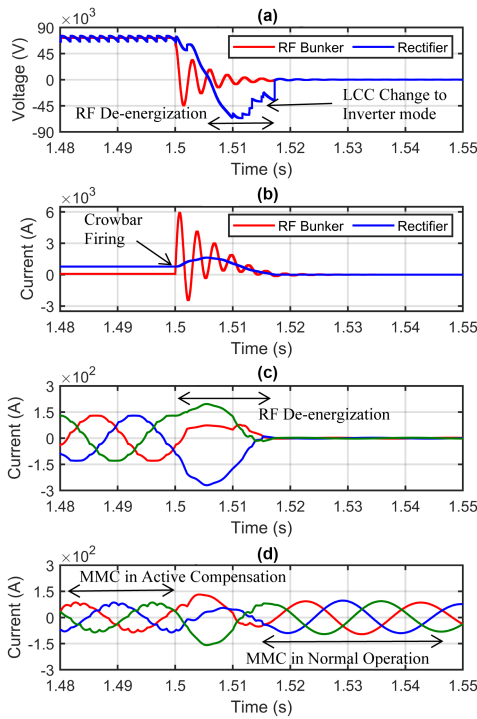 (a)
× 10³
RF Bunker
Rectifier
90
45
0
-45
-90
Voltage (V)
RF De-energization
LCC Change to
Inverter mode
1.48 1.49 1.5 1.51 1.52 1.53 1.54 1.55
Time (s)
(b)
× 10³
RF Bunker
Rectifier
6
3
0
-3
Current (A)
Crowbar
Firing
1.48 1.49 1.5 1.51 1.52 1.53 1.54 1.55
Time (s)
(c)
× 10²
3
1.5
0
-1.5
-3
Current (A)
RF De-energization
1.48 1.49 1.5 1.51 1.52 1.53 1.54 1.55
Time (s)
(d)
× 10²
3
1.5
0
-1.5
-3
Current (A)
MMC in Active Compensation
MMC in Normal Operation
1.48 1.49 1.5 1.51 1.52 1.53 1.54 1.55
Time (s)